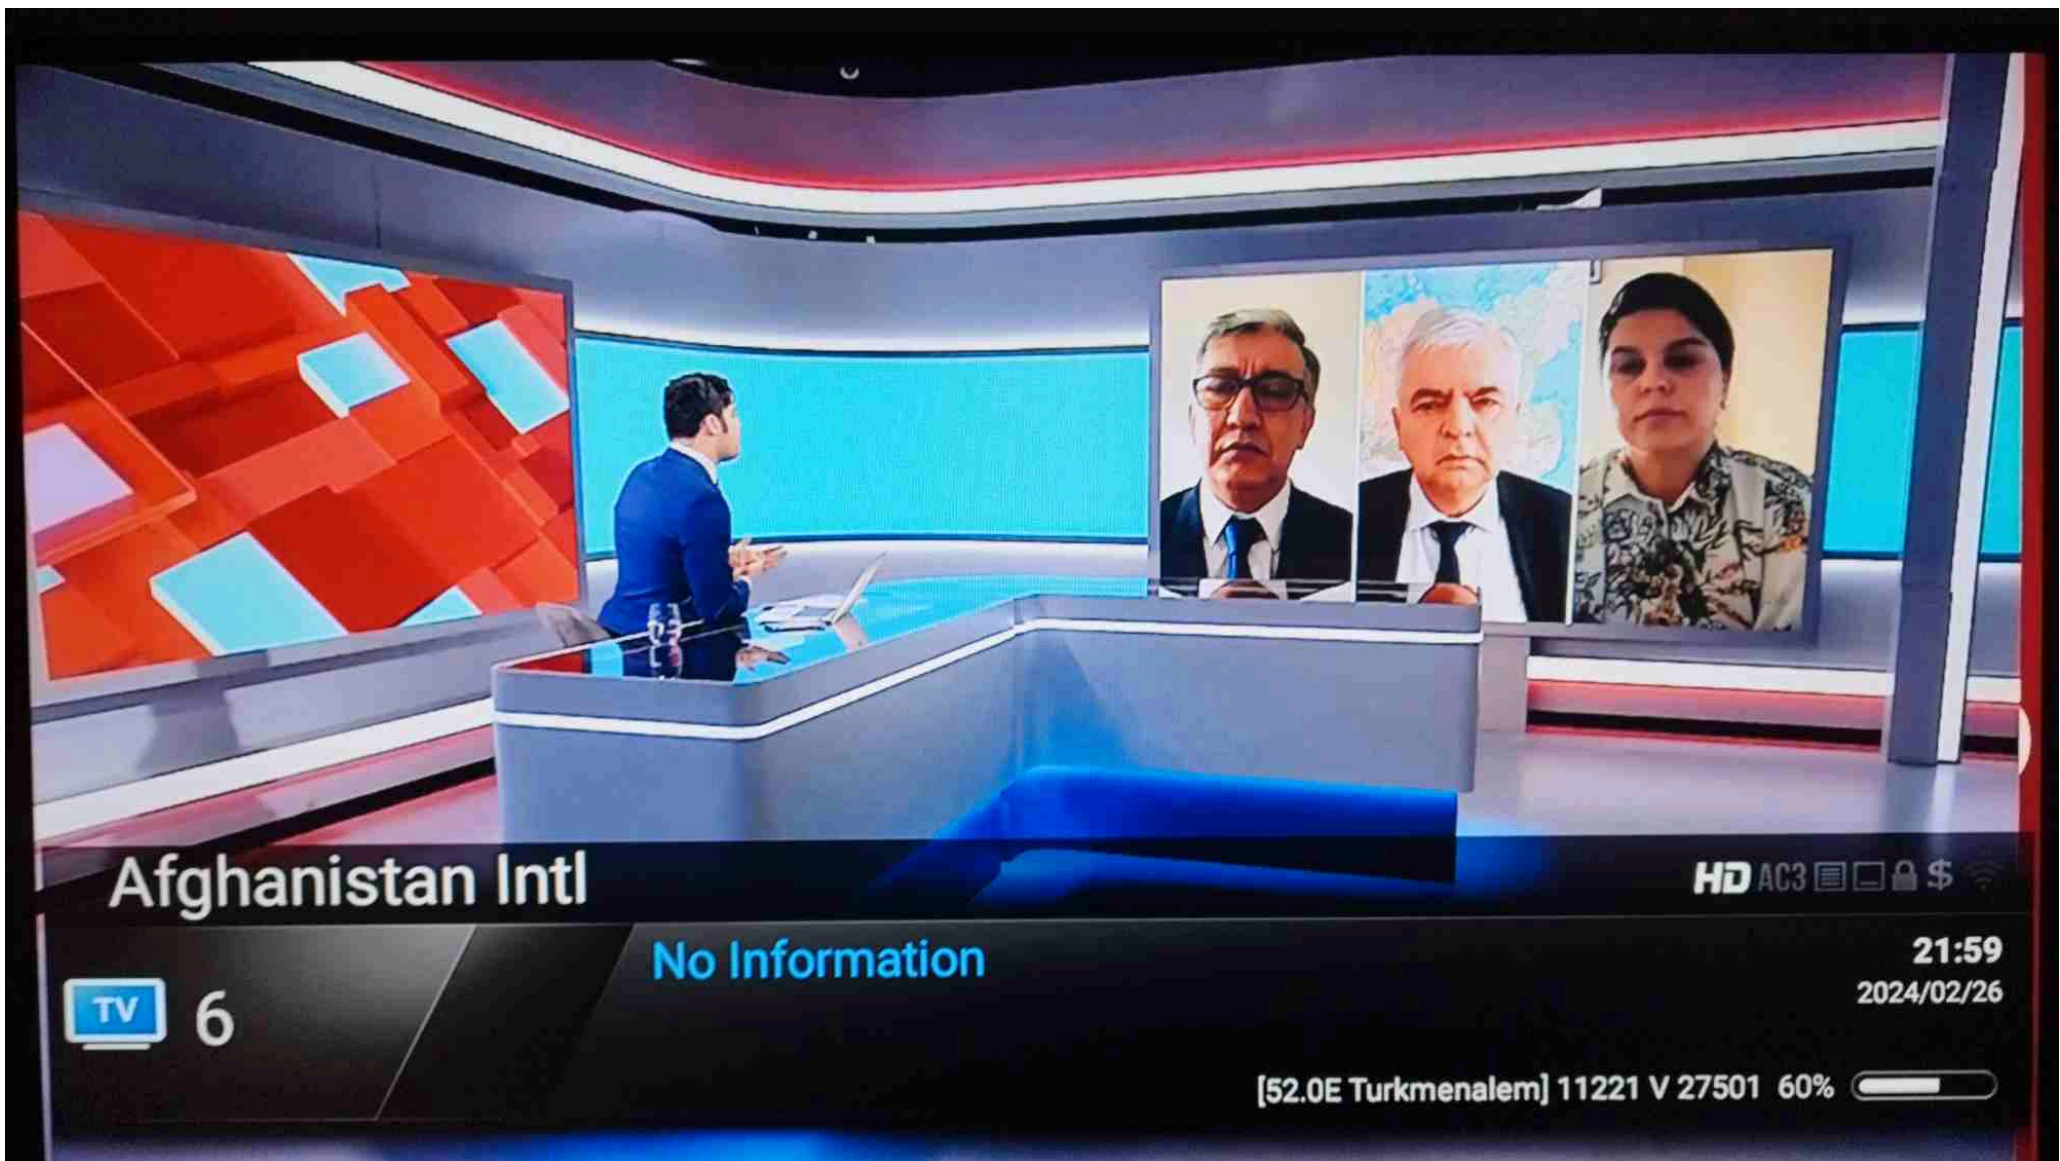 Afghanistan Intl
HD AC3 $
No Information
21:59
2024/02/26
TV 6
[52.0E Turkmenalem] 11221 V 27501 60%